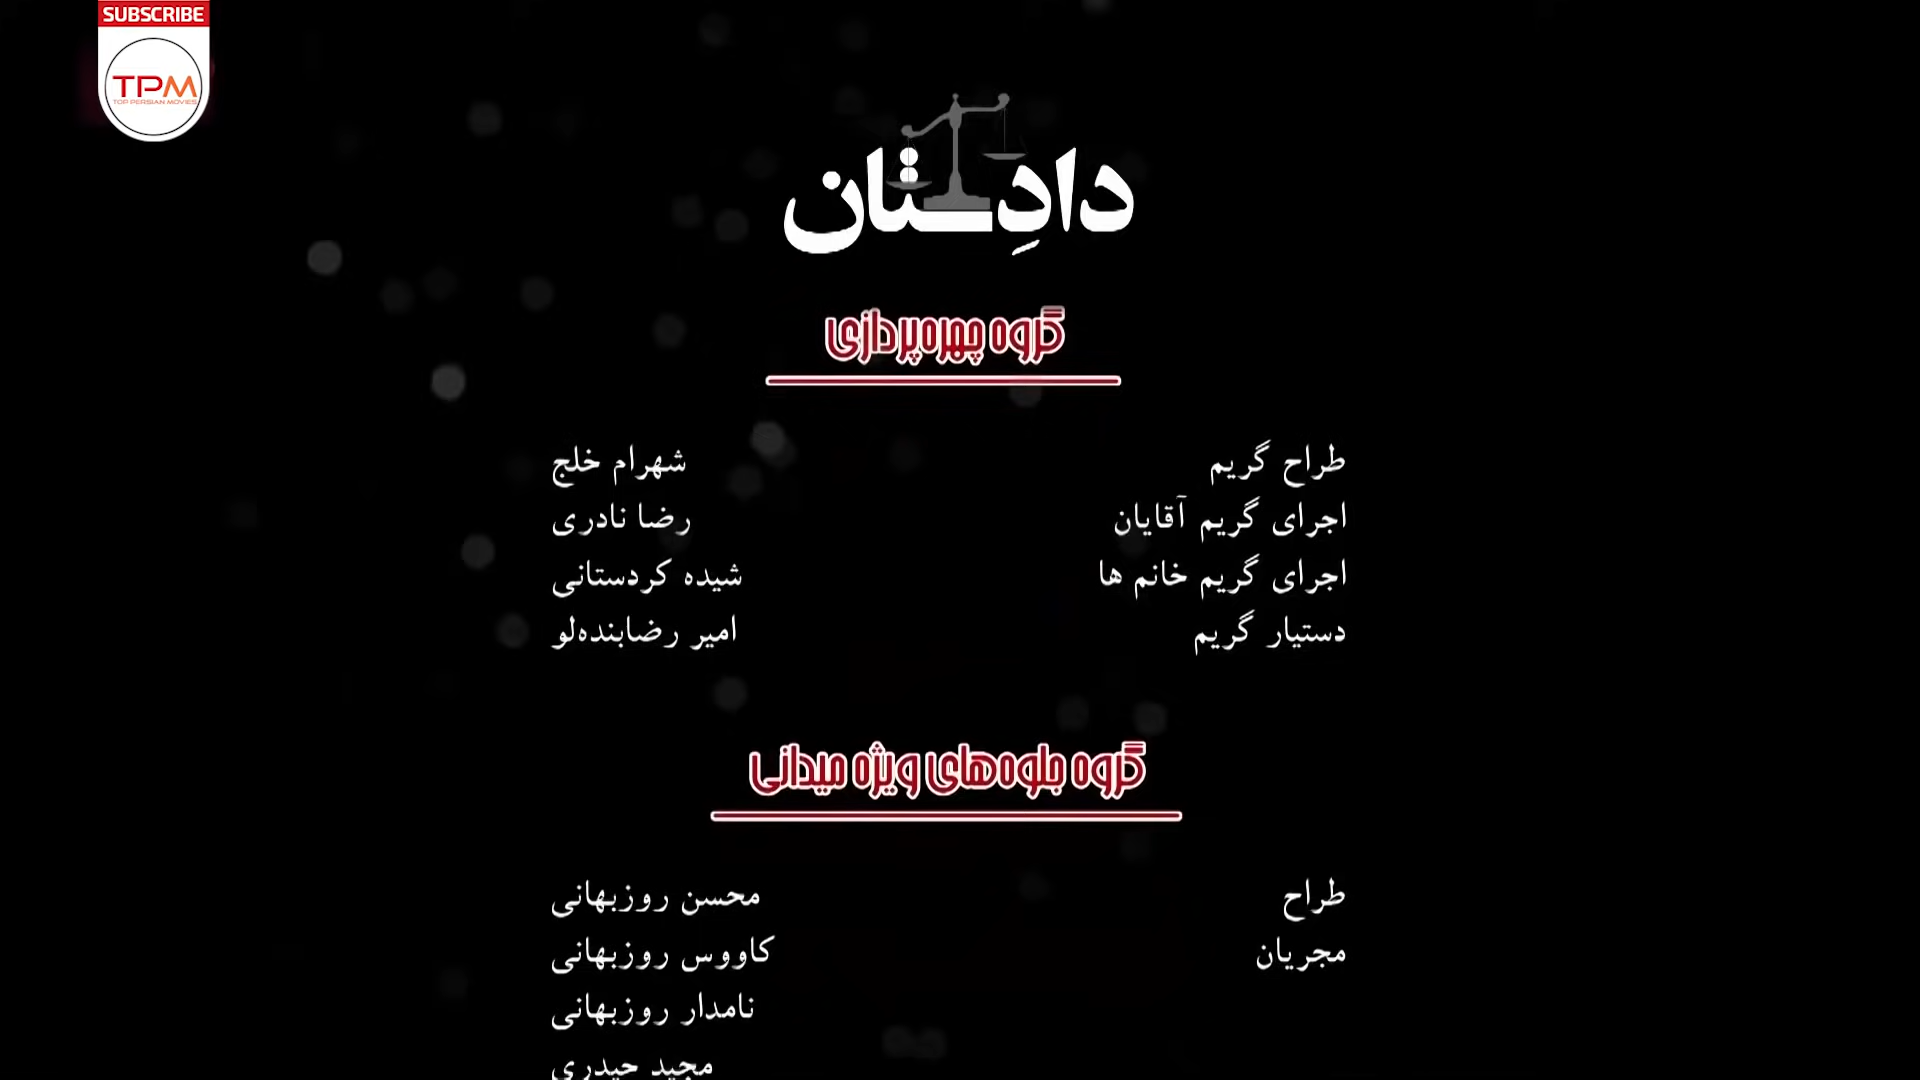 SUBSCRIBE
TPM
TOP PERSIAN MOVIES
دادِستان
گروه چهره‌پردازی
طراح گریم شهرام خلج
اجرای گریم آقایان رضا نادری
اجرای گریم خانم ها شیده کردستانی
دستیار گریم امیر رضابنده‌لو
گروه جلوه‌های ویژه میدانی
طراح محسن روزبهانی
مجریان کاووس روزبهانی
نامدار روزبهانی
مجید حیدری